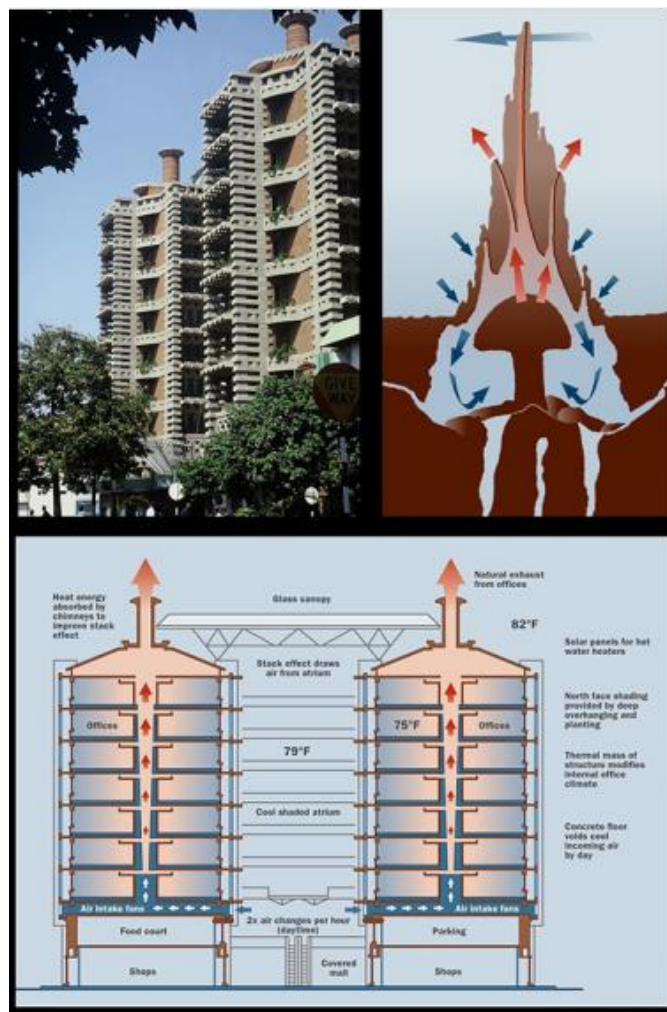 GIVE
WAY
Heat energy
absorbed by
chimneys to
improve stack
effect
Glass canopy
Natural exhaust
from offices
82°F
Solar panels for hot
water heaters
Stack effect draws
air from atrium
North face shading
provided by deep
overhanging and
planting
Offices
79°F
75°F
Offices
Thermal mass of
structure modifies
internal office
climate
Cool shaded atrium
Concrete floor
voids cool
incoming air
by day
Air intake fans
2x air changes per hour
(daytime)
Air intake fans
Food court
Parking
Shops
Covered
mall
Shops